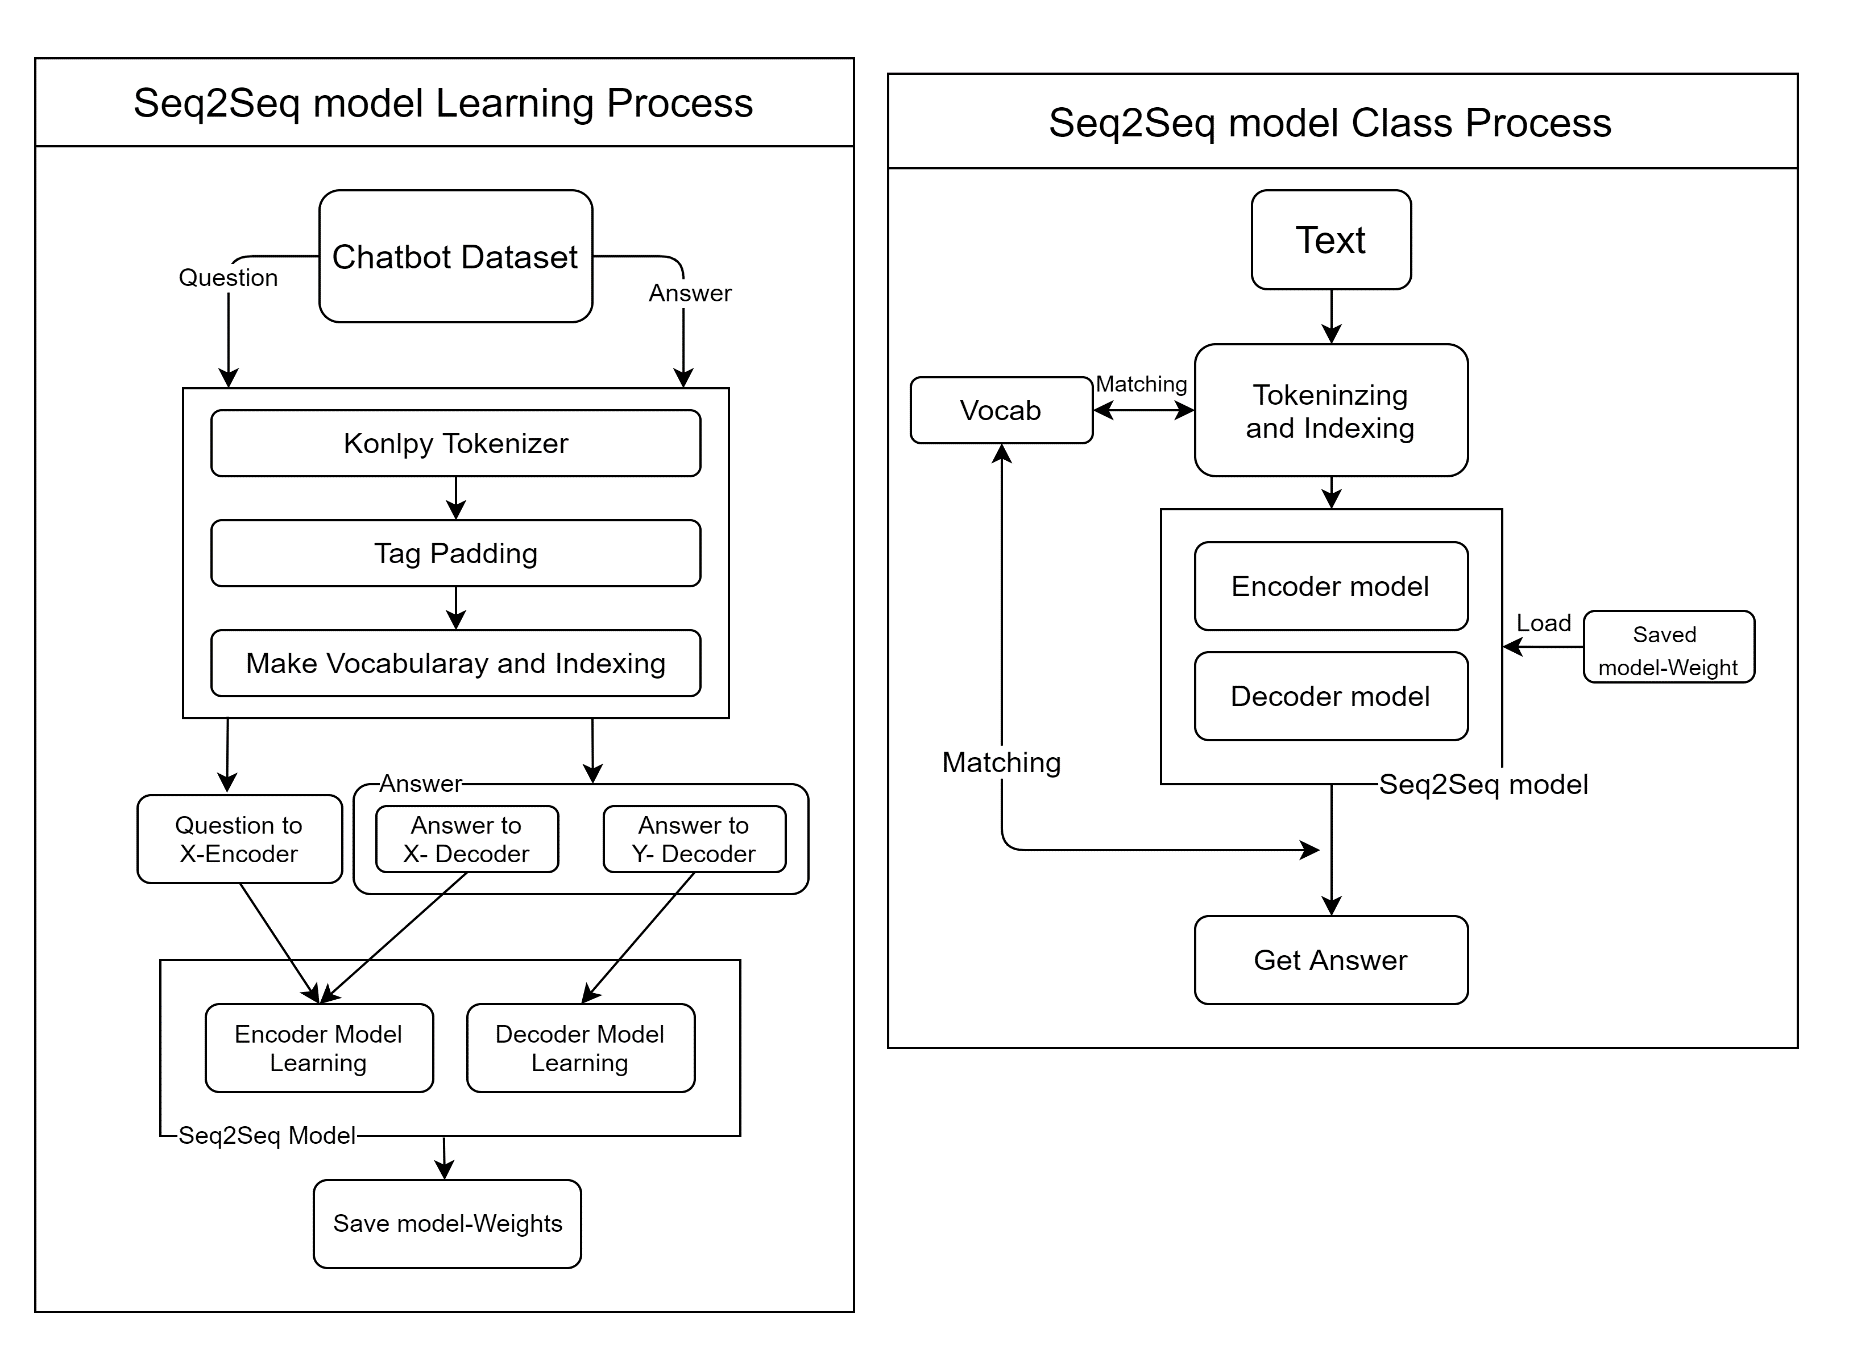 Seq2Seq model Learning Process
Chatbot Dataset
Question
Answer
Konlpy Tokenizer
Tag Padding
Make Vocabularay and Indexing
Question to
X-Encoder
Answer
Answer to
X- Decoder
Answer to
Y- Decoder
Encoder Model
Learning
Decoder Model
Learning
Seq2Seq Model
Save model-Weights
Seq2Seq model Class Process
Text
Vocab
Matching
Tokeninzing
and Indexing
Encoder model
Decoder model
Load
Saved
model-Weight
Matching
Seq2Seq model
Get Answer